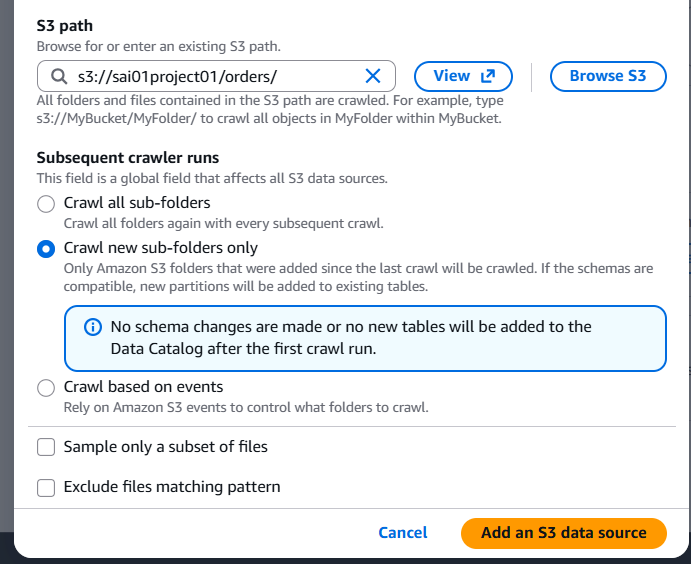 S3 path
Browse for or enter an existing S3 path.
s3://sai01project01/orders/
View
Browse S3
All folders and files contained in the S3 path are crawled. For example, type
s3://MyBucket/MyFolder/ to crawl all objects in MyFolder within MyBucket.
Subsequent crawler runs
This field is a global field that affects all S3 data sources.
Crawl all sub-folders
Crawl all folders again with every subsequent crawl.
Crawl new sub-folders only
Only Amazon S3 folders that were added since the last crawl will be crawled. If the schemas are
compatible, new partitions will be added to existing tables.
No schema changes are made or no new tables will be added to the
Data Catalog after the first crawl run.
Crawl based on events
Rely on Amazon S3 events to control what folders to crawl.
Sample only a subset of files
Exclude files matching pattern
Cancel
Add an S3 data source